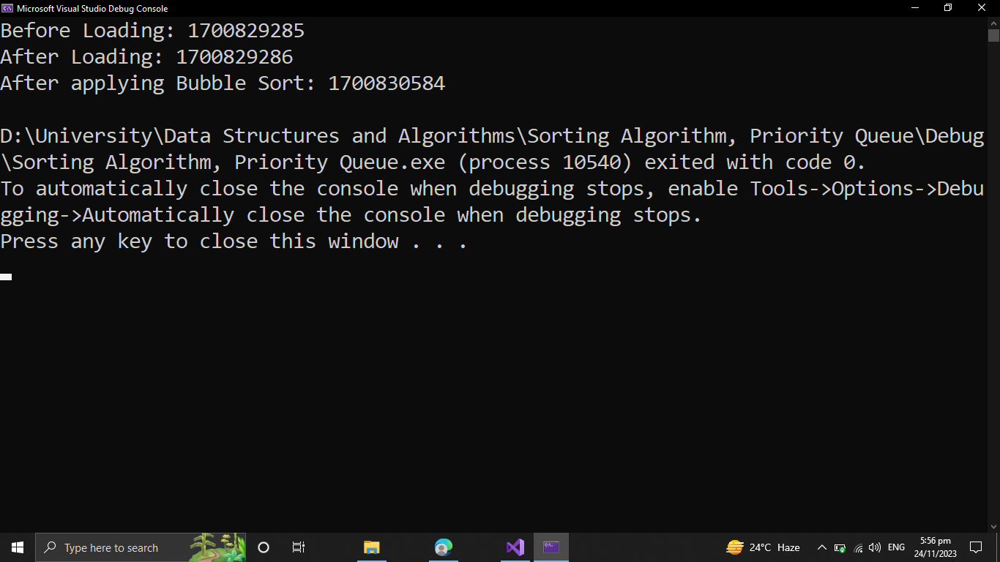 Microsoft Visual Studio Debug Console
Before Loading: 1700829285
After Loading: 1700829286
After applying Bubble Sort: 1700830584
D:\University\Data Structures and Algorithms\Sorting Algorithm, Priority Queue\Debug
\Sorting Algorithm, Priority Queue.exe (process 10540) exited with code 0.
To automatically close the console when debugging stops, enable Tools->Options->Debu
gging->Automatically close the console when debugging stops.
Press any key to close this window . . .
Type here to search
24°C Haze
ENG
5:56 pm
24/11/2023